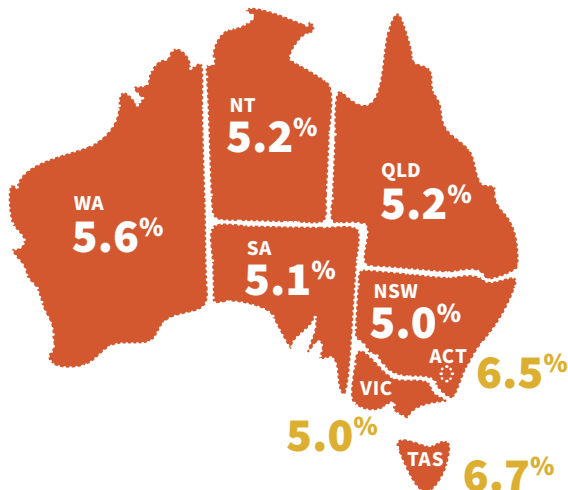 NT
5.2%
QLD
5.2%
WA
5.6%
SA
5.1%
NSW
5.0%
ACT
6.5%
VIC
5.0%
TAS
6.7%